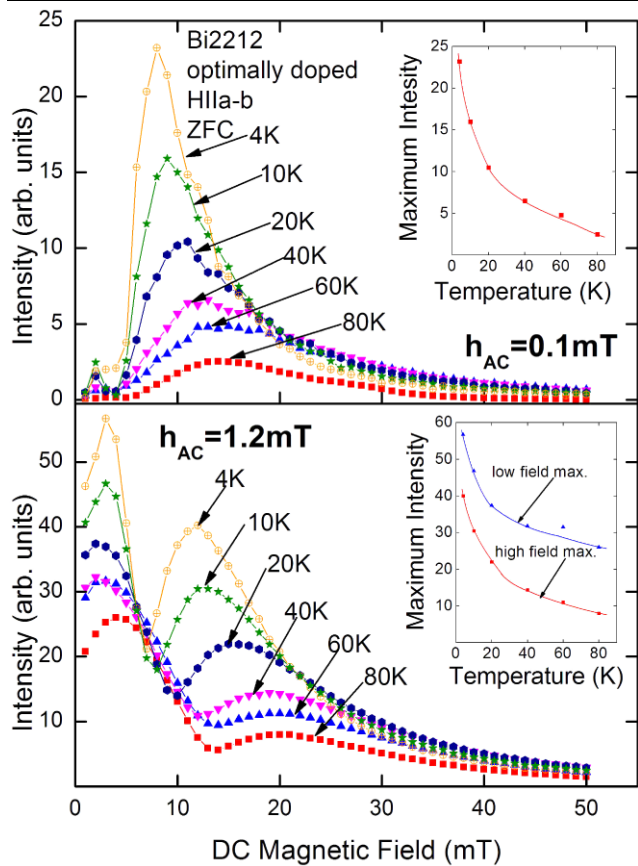 Bi2212
optimally doped
HIIa-b
ZFC
4K
10K
20K
40K
60K
80K
h_AC=0.1mT
Intensity (arb. units)
25
20
15
10
5
0
Maximum Intesity
25
20
15
10
5
0 20 40 60 80
Temperature (K)
h_AC=1.2mT
4K
10K
20K
40K
60K
80K
Intensity (arb. units)
50
40
30
20
10
Maximum Intensity
60
50
40
30
20
10
low field max.
high field max.
0 20 40 60 80
Temperature (K)
0 10 20 30 40 50
DC Magnetic Field (mT)